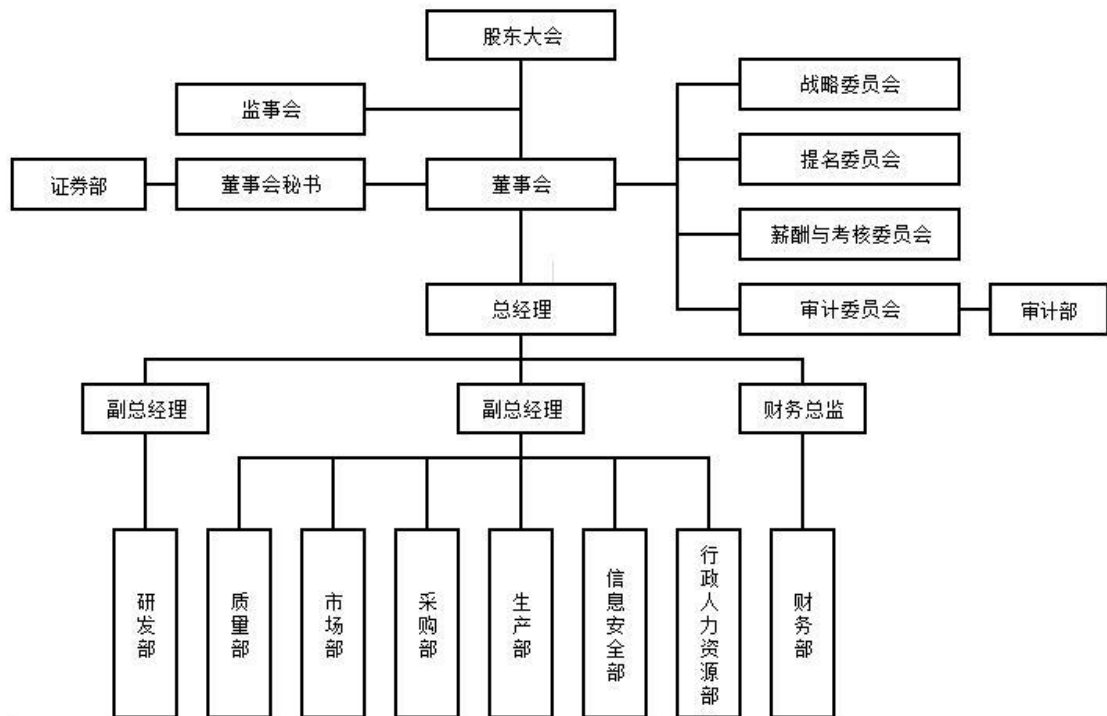 股东大会
监事会
战略委员会
提名委员会
证券部
董事会秘书
董事会
薪酬与考核委员会
总经理
审计委员会
审计部
副总经理
副总经理
财务总监
研发部
质量部
市场部
采购部
生产部
信息安全部
行政人力资源部
财务部